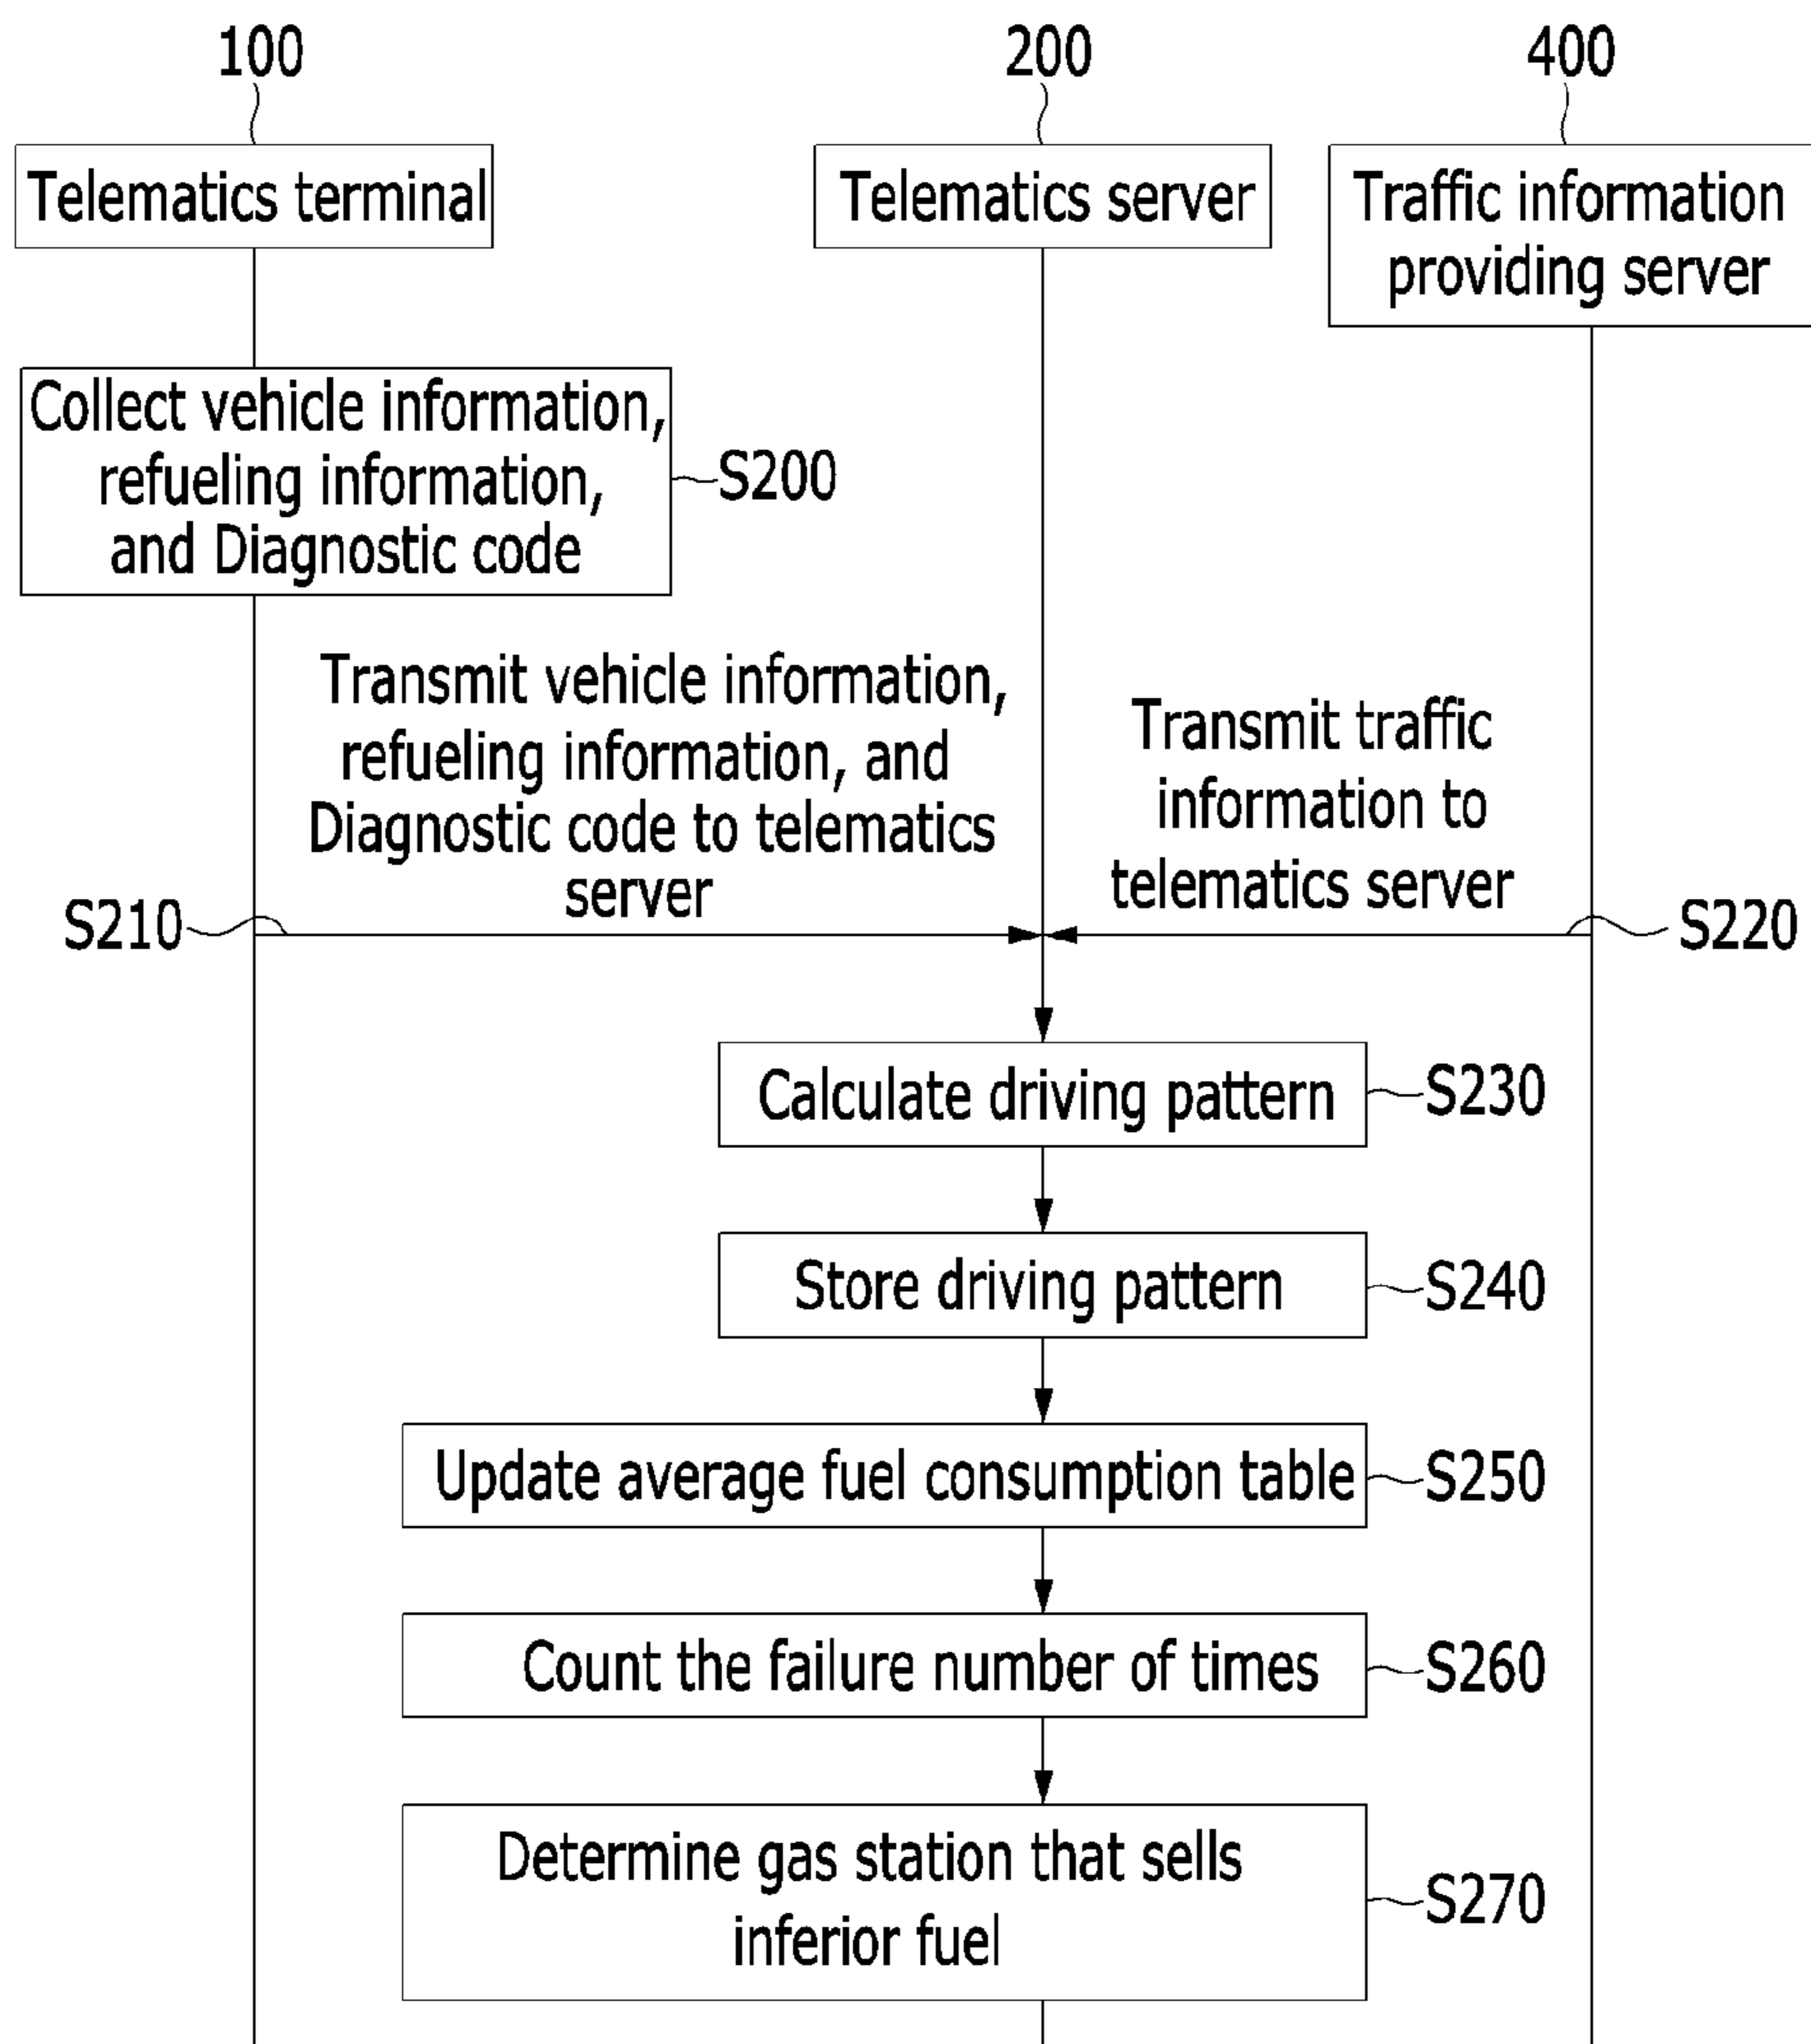 100
200
400
Telematics terminal
Telematics server
Traffic information
providing server
Collect vehicle information,
refueling information,
and Diagnostic code
S200
Transmit vehicle information,
refueling information, and
Diagnostic code to telematics
server
Transmit traffic
information to
telematics server
S210
S220
Calculate driving pattern
S230
Store driving pattern
S240
Update average fuel consumption table
S250
Count the failure number of times
S260
Determine gas station that sells
inferior fuel
S270